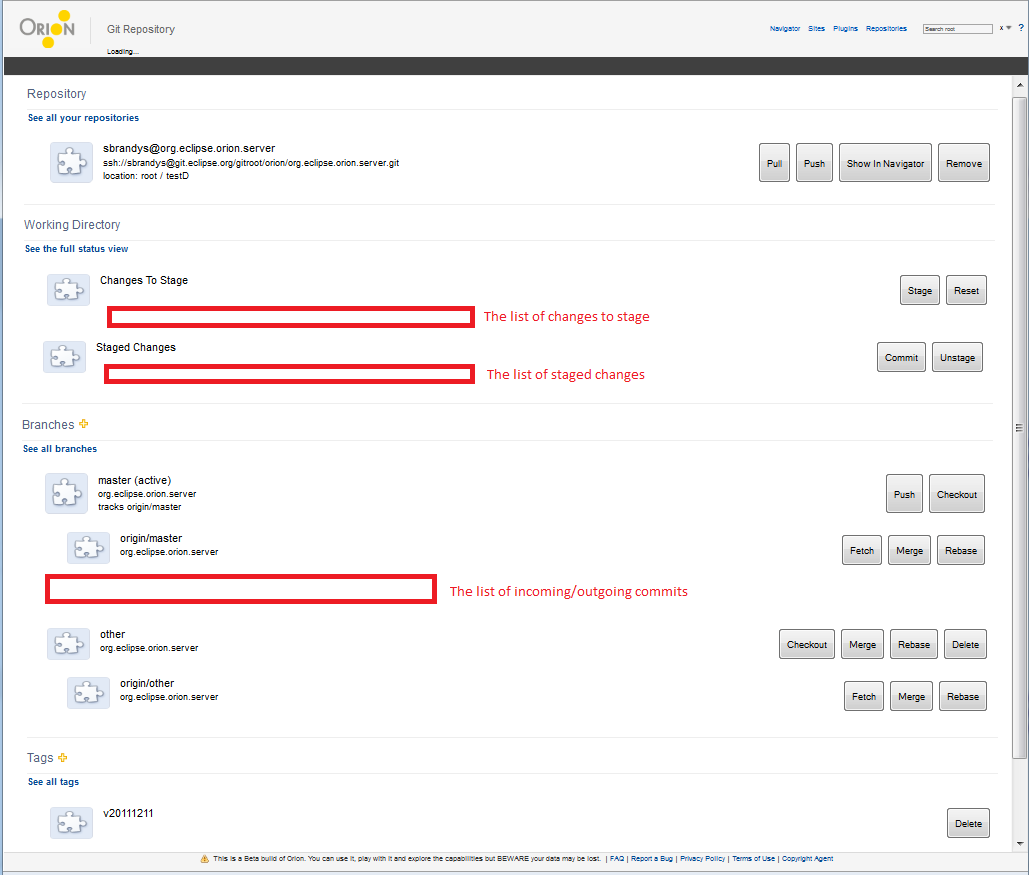 ORION
Git Repository
Navigator Sites Plugins Repositories Search root x ?
Loading...
Repository
See all your repositories
sbrandys@org.eclipse.orion.server
ssh://sbrandys@git.eclipse.org/gitroot/orion/org.eclipse.orion.server.git
location: root / testD
Pull Push Show In Navigator Remove
Working Directory
See the full status view
Changes To Stage
Stage Reset
The list of changes to stage
Staged Changes
Commit Unstage
The list of staged changes
Branches
See all branches
master (active)
org.eclipse.orion.server
tracks origin/master
Push Checkout
origin/master
org.eclipse.orion.server
Fetch Merge Rebase
The list of incoming/outgoing commits
other
org.eclipse.orion.server
Checkout Merge Rebase Delete
origin/other
org.eclipse.orion.server
Fetch Merge Rebase
Tags
See all tags
v20111211
Delete
This is a Beta build of Orion. You can use it, play with it and explore the capabilities but BEWARE your data may be lost. | FAQ | Report a Bug | Privacy Policy | Terms of Use | Copyright Agent